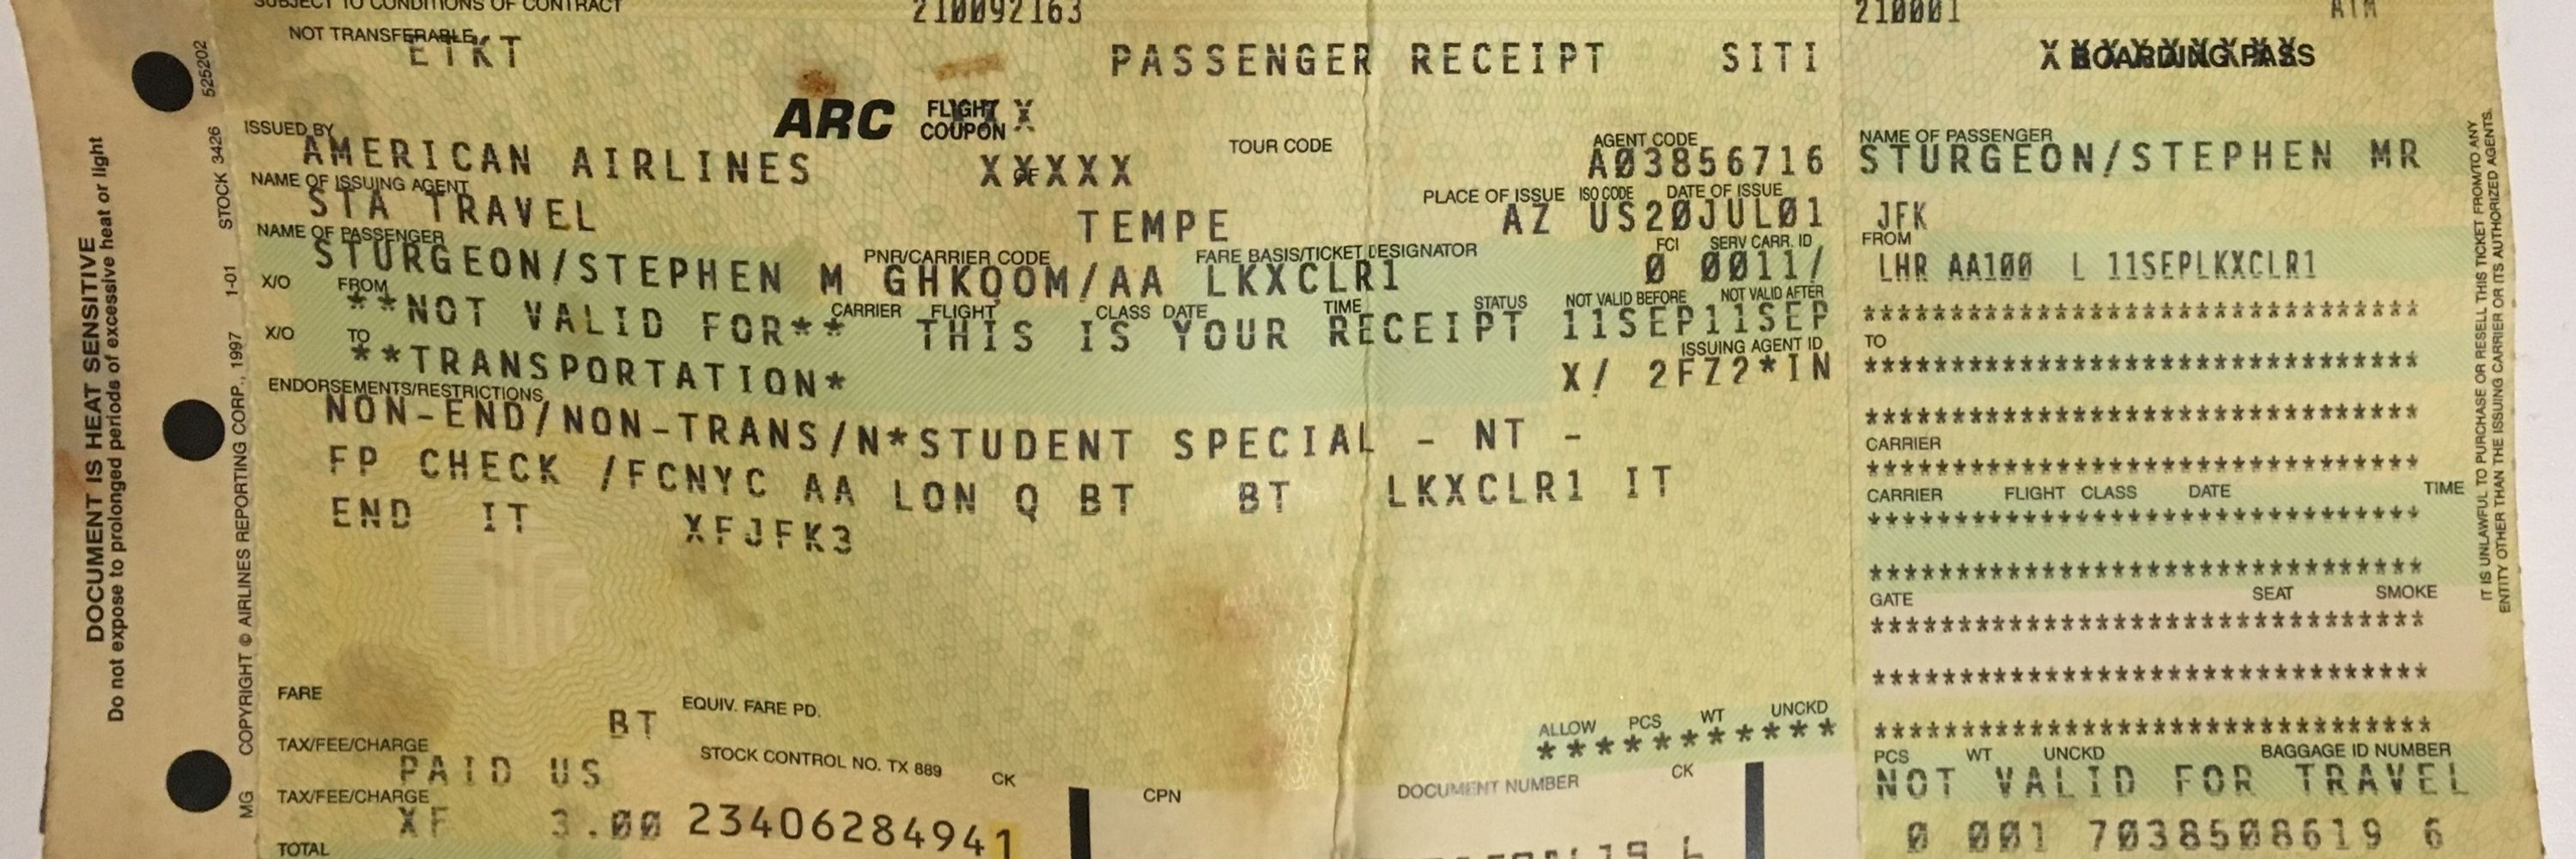 SUBJECT TO CONDITIONS OF CONTRACT 210092163 210001 ATM
NOT TRANSFERABLE
ETKT PASSENGER RECEIPT SITI X XXXXXXXX BOARDING PASS
ARC FLIGHT X
COUPON
ISSUED BY TOUR CODE AGENT CODE NAME OF PASSENGER
AMERICAN AIRLINES XXXXX OF A03856716 STURGEON/STEPHEN MR
NAME OF ISSUING AGENT PLACE OF ISSUE ISO CODE DATE OF ISSUE
STA TRAVEL TEMPE AZ US20JUL01 JFK
NAME OF PASSENGER PNR/CARRIER CODE FARE BASIS/TICKET DESIGNATOR FCI SERV CARR. ID FROM
STURGEON/STEPHEN M GHKQOM/AA LKXCLR1 0 0011/ LHR AA100 L 11SEPLKXCLR1
X/O FROM CARRIER FLIGHT CLASS DATE TIME STATUS NOT VALID BEFORE NOT VALID AFTER
**NOT VALID FOR** THIS IS YOUR RECEIPT 11SEP11SEP *******************************
X/O TO ISSUING AGENT ID TO
**TRANSPORTATION* X/ 2FZ2*IN *******************************
ENDORSEMENTS/RESTRICTIONS
NON-END/NON-TRANS/N*STUDENT SPECIAL - NT - *******************************
CARRIER
FP CHECK /FCNYC AA LON Q BT BT LKXCLR1 IT *******************************
CARRIER FLIGHT CLASS DATE TIME
END IT XFJFK3 *******************************
*******************************
GATE SEAT SMOKE
*******************************
*******************************
FARE EQUIV. FARE PD. ALLOW PCS WT UNCKD
BT *********** *******************************
TAX/FEE/CHARGE STOCK CONTROL NO. TX 889 CK CK PCS WT UNCKD BAGGAGE ID NUMBER
PAID US NOT VALID FOR TRAVEL
TAX/FEE/CHARGE CPN DOCUMENT NUMBER
XF 3.00 23406284941 0 001 7038508619 6
TOTAL
DOCUMENT IS HEAT SENSITIVE
Do not expose to prolonged periods of excessive heat or light
525202
MG COPYRIGHT © AIRLINES REPORTING CORP., 1997 1-01 STOCK 3426
IT IS UNLAWFUL TO PURCHASE OR RESELL THIS TICKET FROM/TO ANY
ENTITY OTHER THAN THE ISSUING CARRIER OR ITS AUTHORIZED AGENTS.